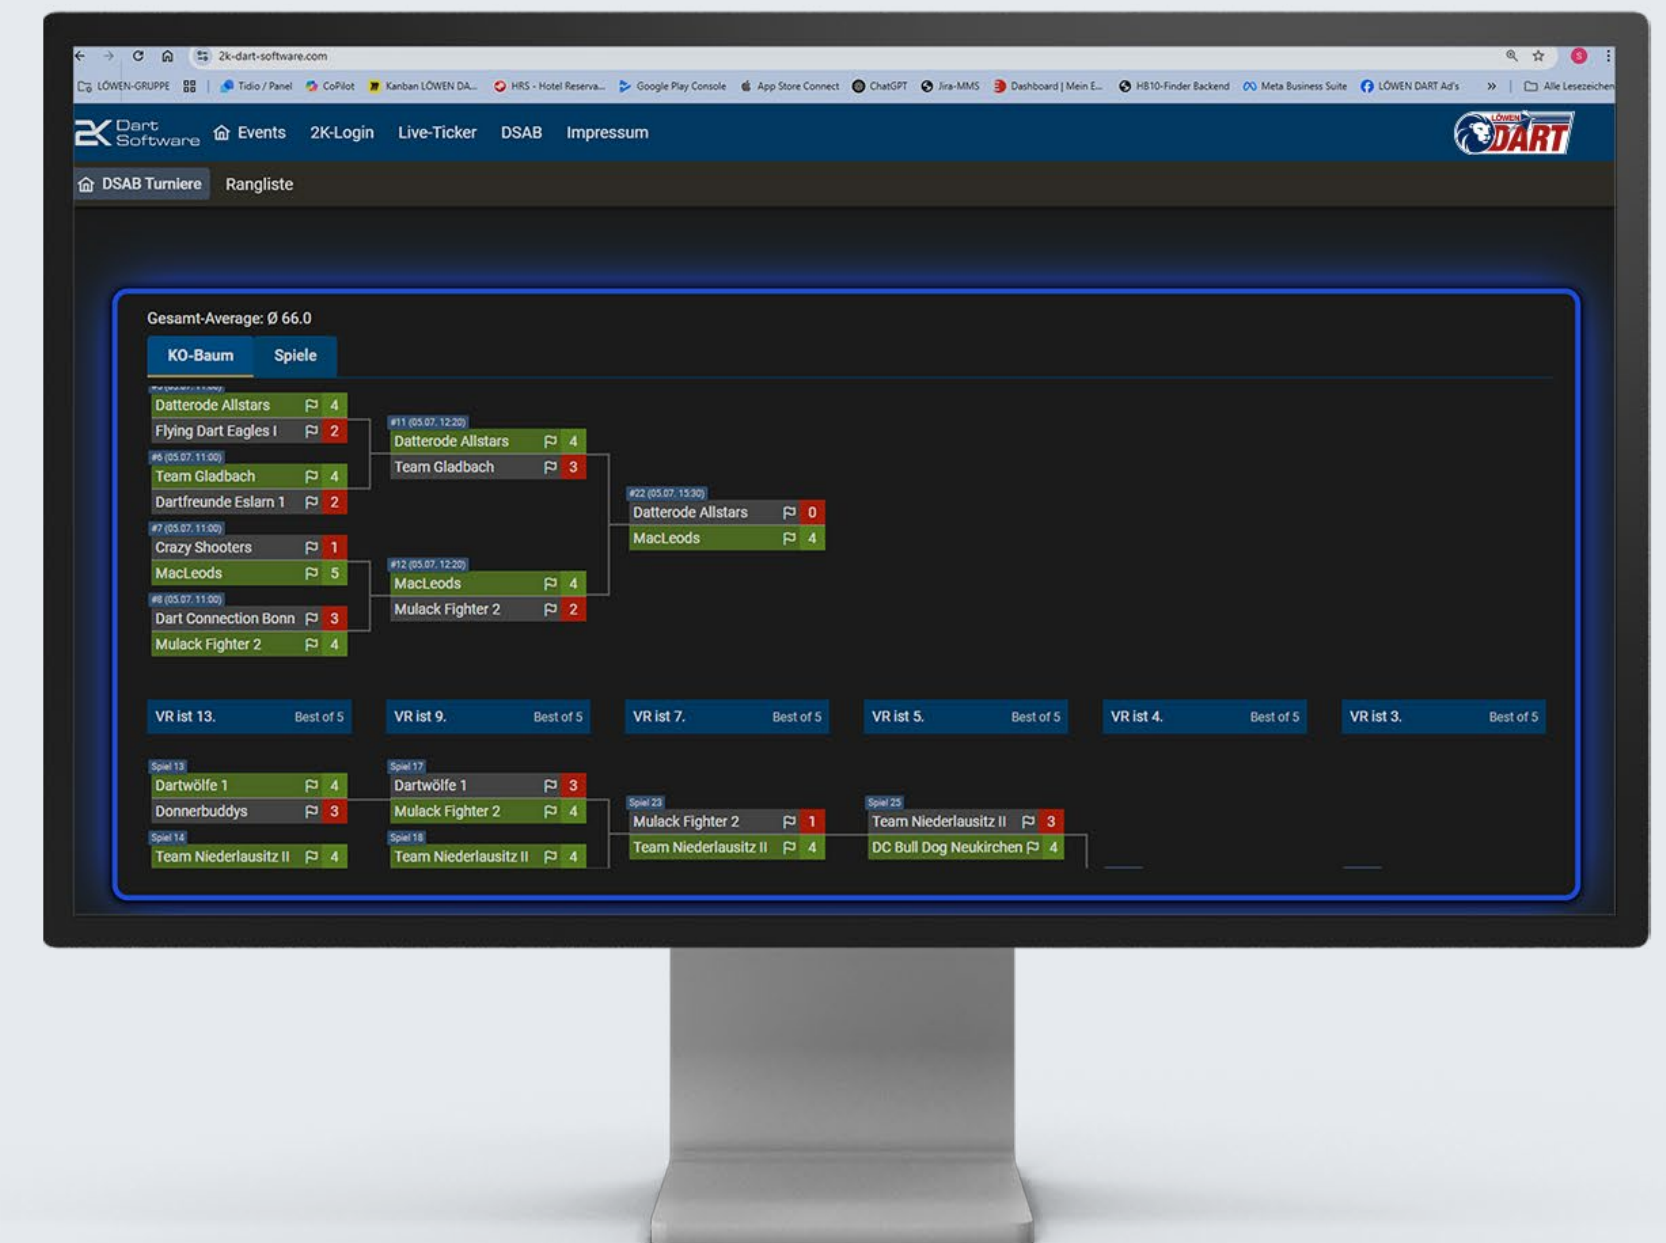 2k-dart-software.com
LÖWEN-GRUPPE Tidio / Panel CoPilot Kanban LÖWEN DA... HRS - Hotel Reserva... Google Play Console App Store Connect ChatGPT Jira-MMS Dashboard | Mein E... HB10-Finder Backend Meta Business Suite LÖWEN DART Ad's » Alle Lesezeichen
2K Dart Software Events 2K-Login Live-Ticker DSAB Impressum LÖWEN DART
DSAB Turniere Rangliste
Gesamt-Average: Ø 66.0
KO-Baum Spiele
Datterode Allstars 4
Flying Dart Eagles I 2
#6 (05.07. 11:00)
Team Gladbach 4
Dartfreunde Eslarn 1 2
#7 (05.07. 11:00)
Crazy Shooters 1
MacLeods 5
#8 (05.07. 11:00)
Dart Connection Bonn 3
Mulack Fighter 2 4
#11 (05.07. 12:20)
Datterode Allstars 4
Team Gladbach 3
#12 (05.07. 12:20)
MacLeods 4
Mulack Fighter 2 2
#22 (05.07. 15:30)
Datterode Allstars 0
MacLeods 4
VR ist 13. Best of 5
VR ist 9. Best of 5
VR ist 7. Best of 5
VR ist 5. Best of 5
VR ist 4. Best of 5
VR ist 3. Best of 5
Spiel 13
Dartwölfe 1 4
Donnerbuddys 3
Spiel 14
Team Niederlausitz II 4
Spiel 17
Dartwölfe 1 3
Mulack Fighter 2 4
Spiel 18
Team Niederlausitz II 4
Spiel 23
Mulack Fighter 2 1
Team Niederlausitz II 4
Spiel 25
Team Niederlausitz II 3
DC Bull Dog Neukirchen 4